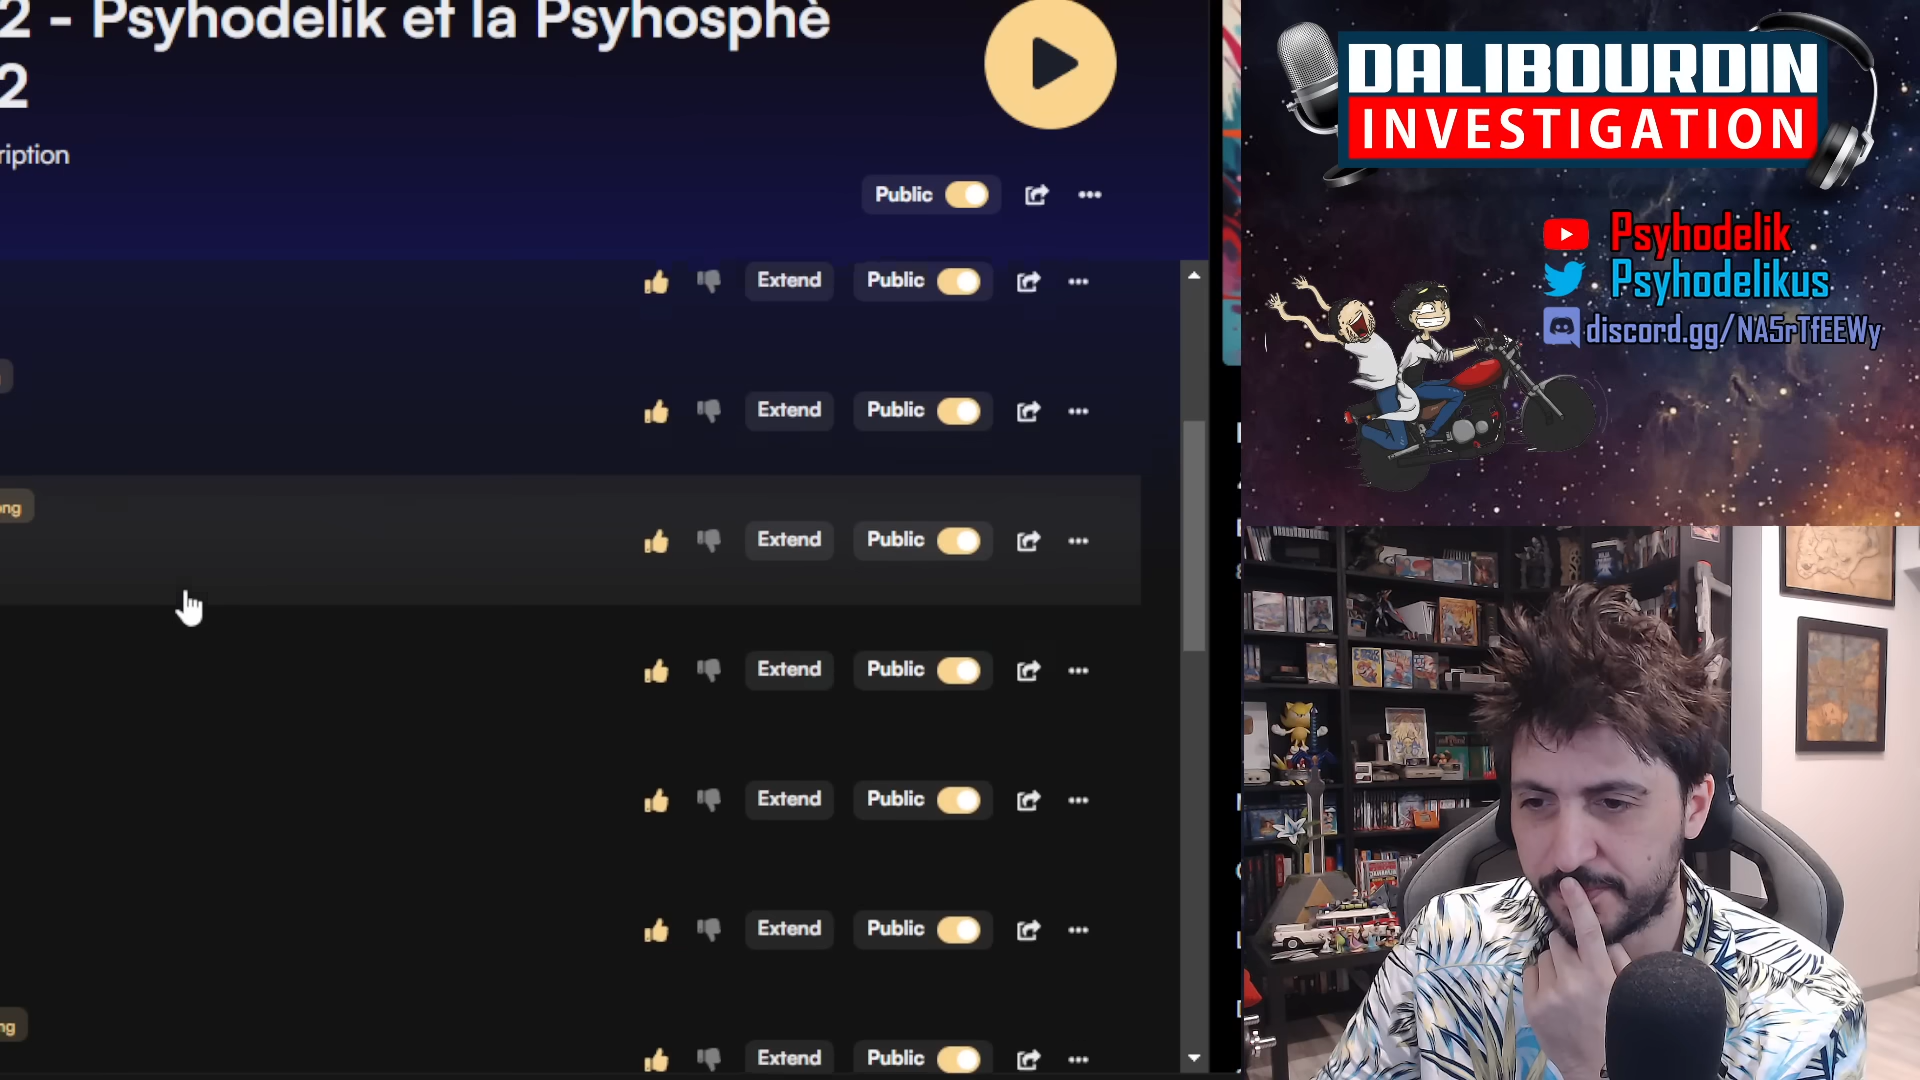 2 - Psyhodelik et la Psyhosphè
2
ription
Public
Extend
Public
Extend
Public
ong
Extend
Public
Extend
Public
Extend
Public
Extend
Public
ng
Extend
Public
DALIBOURDIN
INVESTIGATION
Psyhodelik
Psyhodelikus
discord.gg/NA5rTfEEWy